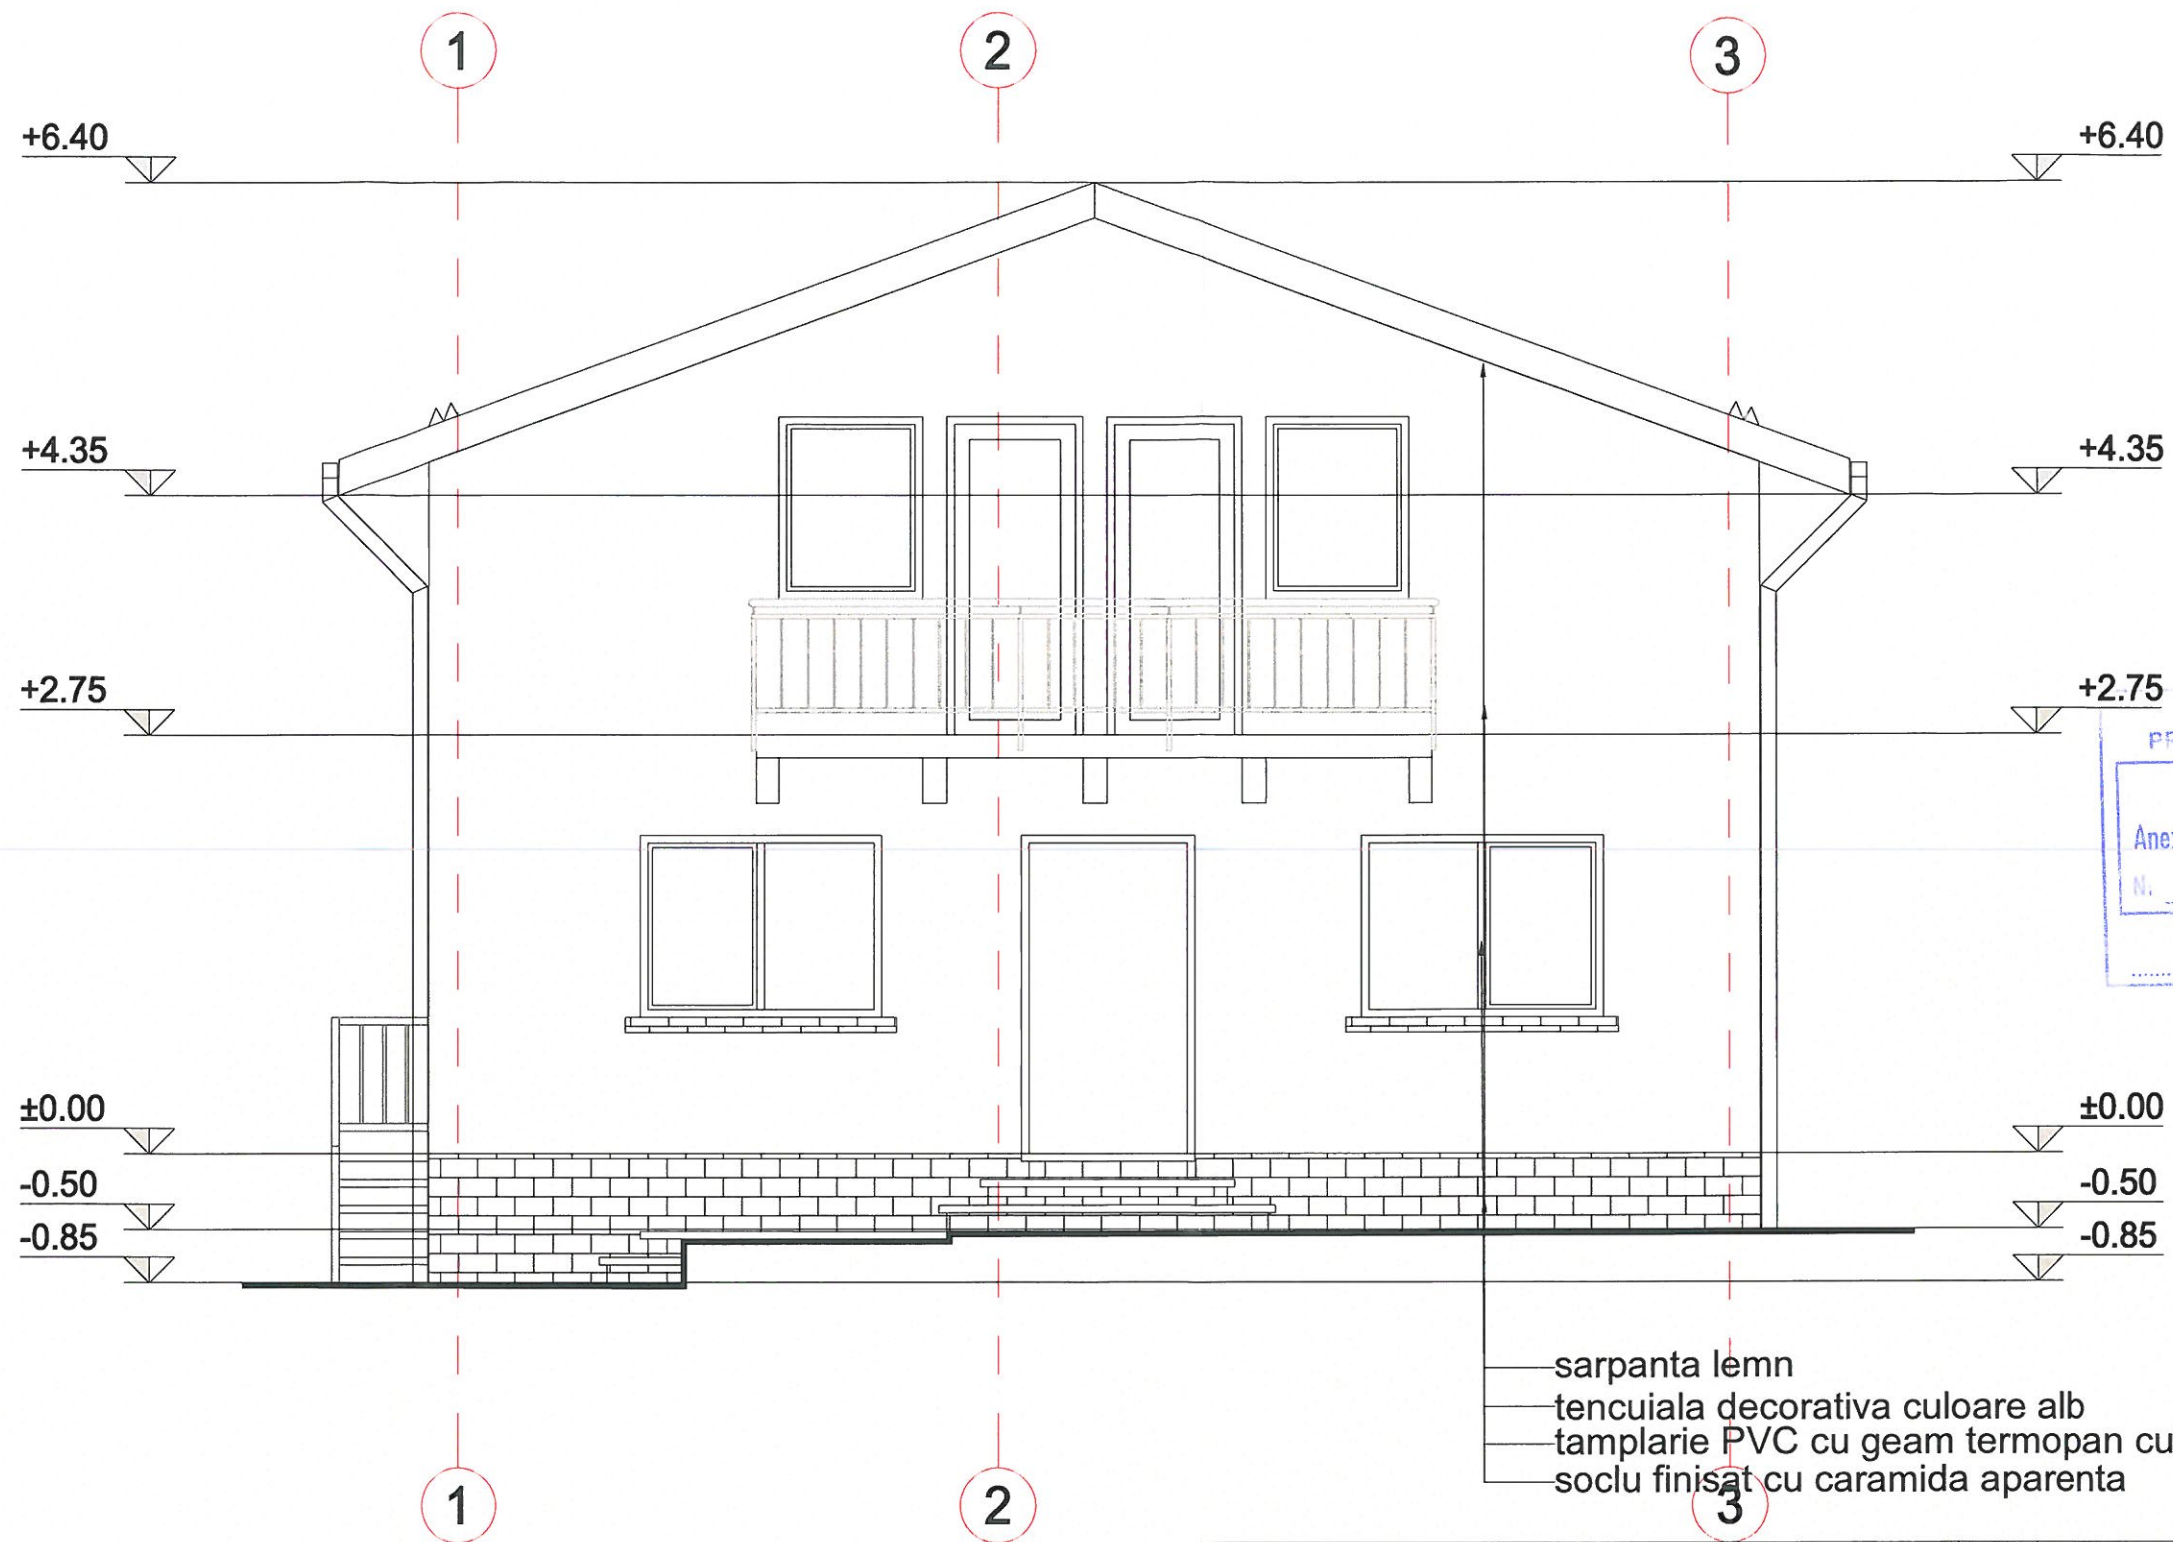 1 2 3
+6.40 +6.40
+4.35 +4.35
+2.75 +2.75
Anex
±0.00 ±0.00
-0.50 -0.50
-0.85 -0.85
sarpanta lemn
tencuiala decorativa culoare alb
tamplarie PVC cu geam termopan cu
soclu finisat cu caramida aparenta
1 2 3